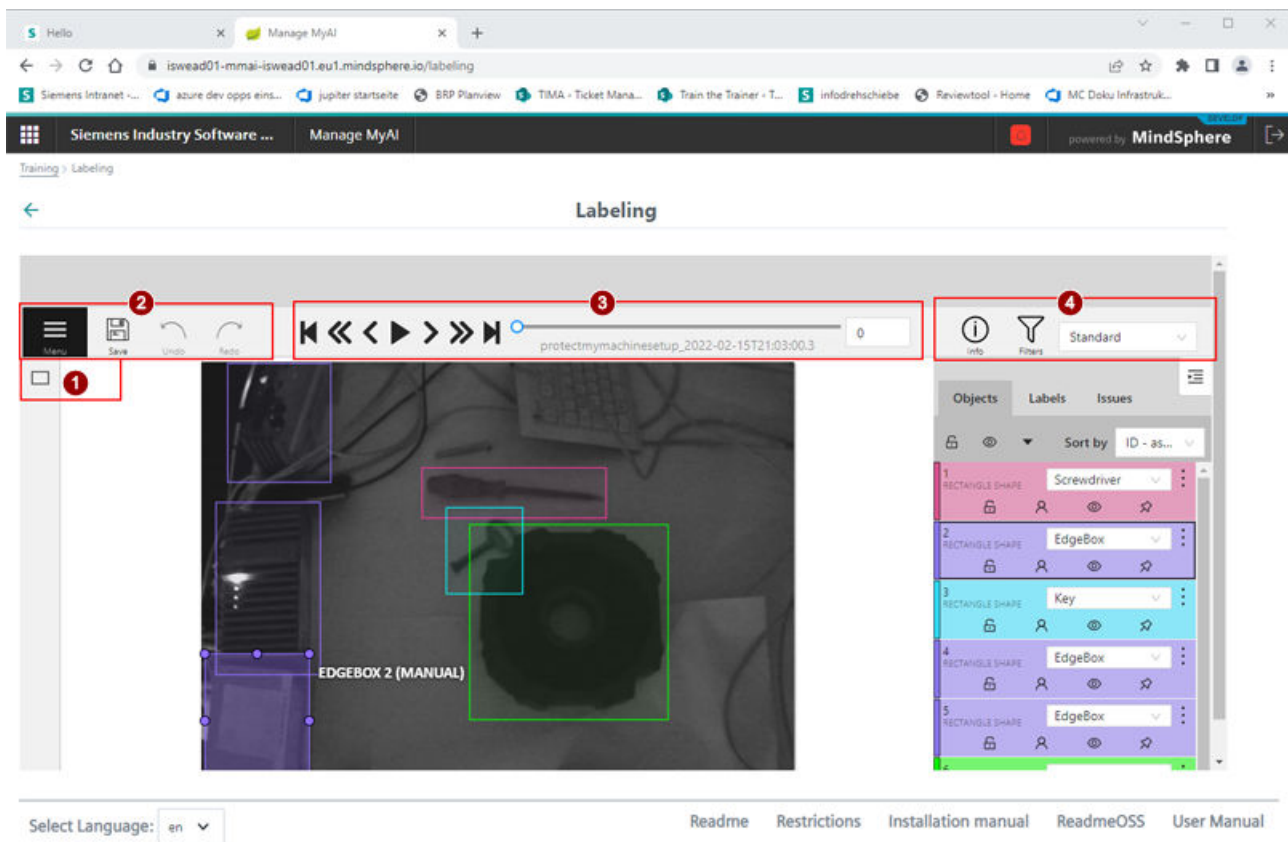 S Hello
Manage MyAI
iswead01-mmai-iswead01.eu1.mindsphere.io/labeling
S Siemens Intranet -... azure dev opps eins... jupiter startseite BRP Planview TIMA - Ticket Mana... Train the Trainer - T... S infodrehschiebe Reviewtool - Home MC Doku Infrastruk... »
DEVELOP
Siemens Industry Software ... Manage MyAI powered by MindSphere
Training > Labeling
Labeling
2 3 4
Menu Save Undo Redo
0
protectmymachinesetup_2022-02-15T21:03:00.3
Info Filters Standard
1
Objects Labels Issues
Sort by ID - as...
1 RECTANGLE SHAPE Screwdriver
2 RECTANGLE SHAPE EdgeBox
3 RECTANGLE SHAPE Key
4 RECTANGLE SHAPE EdgeBox
5 RECTANGLE SHAPE EdgeBox
EDGEBOX 2 (MANUAL)
Select Language: en
Readme Restrictions Installation manual ReadmeOSS User Manual